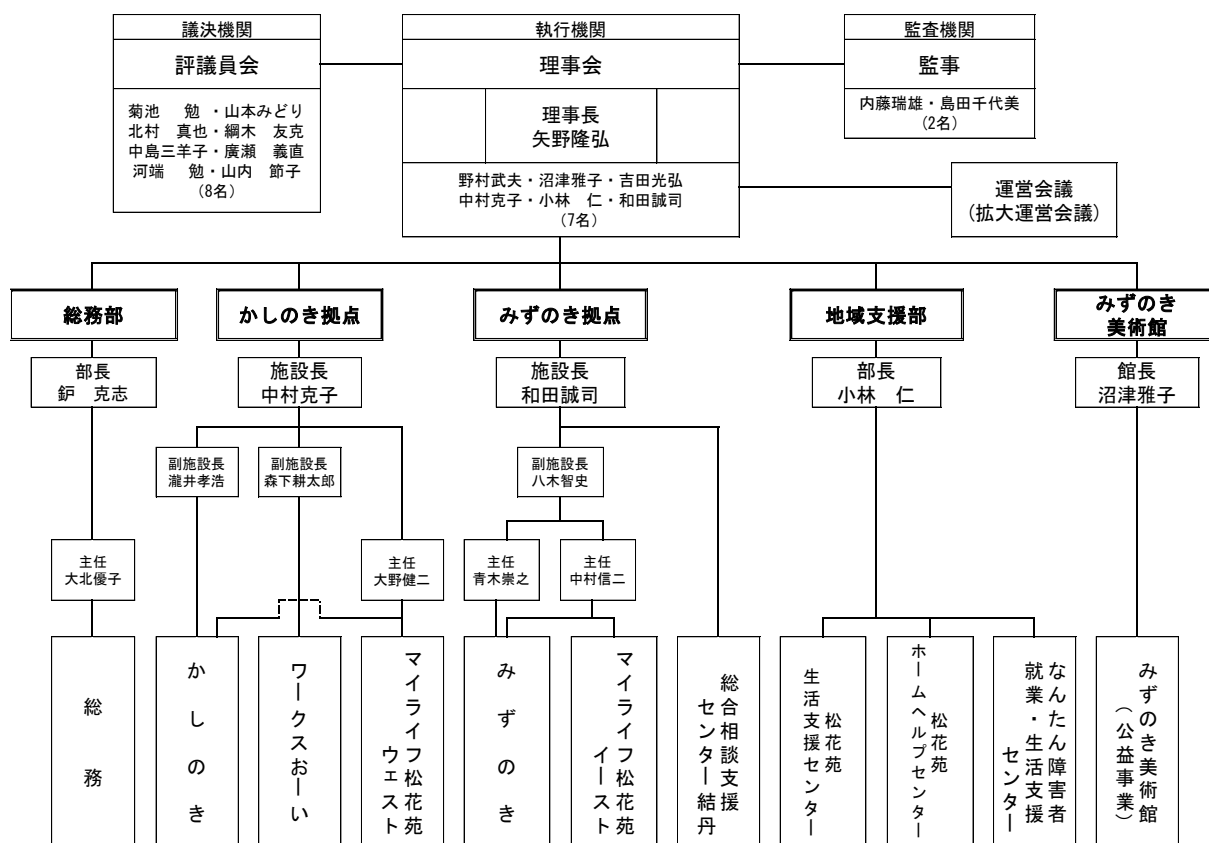 議決機関
評議員会
菊池　勉・山本みどり
北村　真也・綱木　友克
中島三羊子・廣瀬　義直
河端　勉・山内　節子
（8名）
執行機関
理事会
理事長
矢野隆弘
野村武夫・沼津雅子・吉田光弘
中村克子・小林　仁・和田誠司
（7名）
監査機関
監事
内藤瑞雄・島田千代美
（2名）
運営会議
（拡大運営会議）
総務部
かしのき拠点
みずのき拠点
地域支援部
みずのき
美術館
部長
鈩　克志
施設長
中村克子
施設長
和田誠司
部長
小林　仁
館長
沼津雅子
副施設長
瀧井孝浩
副施設長
森下耕太郎
副施設長
八木智史
主任
大北優子
主任
大野健二
主任
青木崇之
主任
中村信二
総務
かしのき
ワークスおーい
マイライフ松花苑
ウェスト
みずのき
マイライフ松花苑
イースト
総合相談支援
センター結丹
松花苑
生活支援センター
松花苑
ホームヘルプセンター
なんたん障害者
就業・生活支援
センター
みずのき美術館
（公益事業）